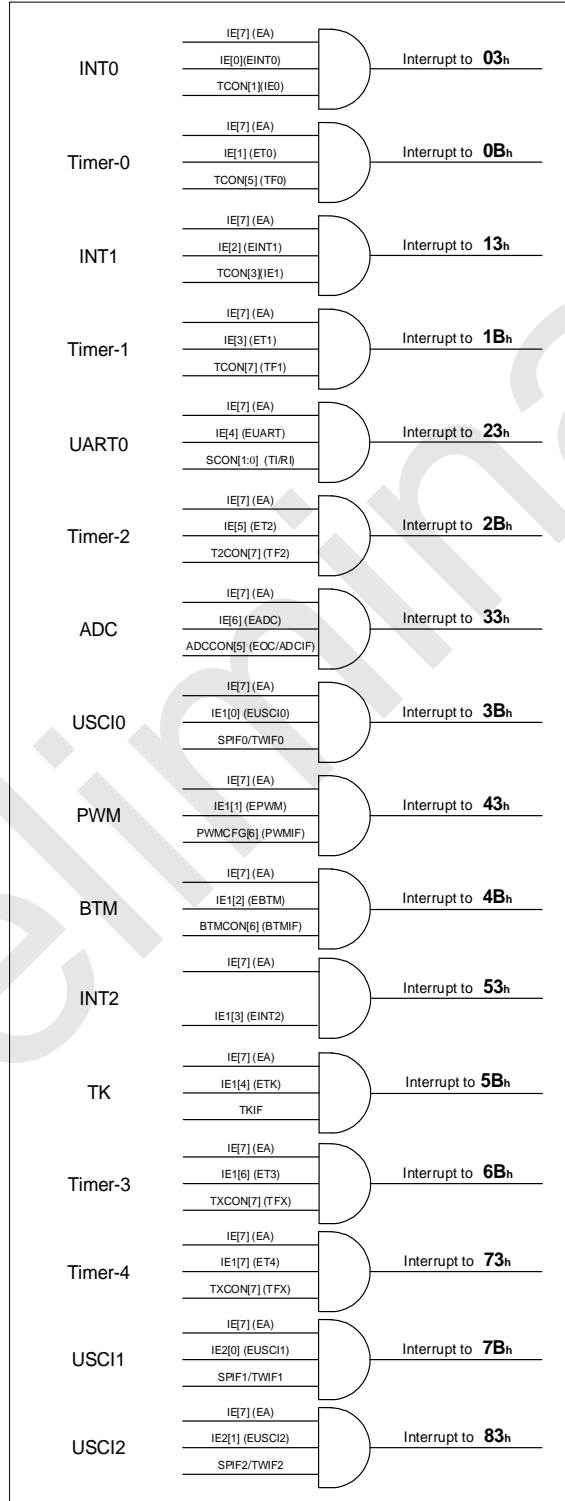 IE[7] (EA)
INT0
IE[0](EINT0)
Interrupt to 03h
TCON[1](IE0)
IE[7] (EA)
Timer-0
IE[1] (ET0)
Interrupt to 0Bh
TCON[5] (TF0)
IE[7] (EA)
INT1
IE[2] (EINT1)
Interrupt to 13h
TCON[3](IE1)
IE[7] (EA)
Timer-1
IE[3] (ET1)
Interrupt to 1Bh
TCON[7] (TF1)
IE[7] (EA)
UART0
IE[4] (EUART)
Interrupt to 23h
SCON[1:0] (TI/RI)
IE[7] (EA)
Timer-2
IE[5] (ET2)
Interrupt to 2Bh
T2CON[7] (TF2)
IE[7] (EA)
ADC
IE[6] (EADC)
Interrupt to 33h
ADCCON[5] (EOC/ADCIF)
IE[7] (EA)
USCI0
IE1[0] (EUSCI0)
Interrupt to 3Bh
SPIF0/TWIF0
IE[7] (EA)
PWM
IE1[1] (EPWM)
Interrupt to 43h
PWMCFG[6] (PWMIF)
IE[7] (EA)
BTM
IE1[2] (EBTM)
Interrupt to 4Bh
BTMCON[6] (BTMIF)
IE[7] (EA)
INT2
Interrupt to 53h
IE1[3] (EINT2)
IE[7] (EA)
TK
IE1[4] (ETK)
Interrupt to 5Bh
TKIF
IE[7] (EA)
Timer-3
IE1[6] (ET3)
Interrupt to 6Bh
TXCON[7] (TFX)
IE[7] (EA)
Timer-4
IE1[7] (ET4)
Interrupt to 73h
TXCON[7] (TFX)
IE[7] (EA)
USCI1
IE2[0] (EUSCI1)
Interrupt to 7Bh
SPIF1/TWIF1
IE[7] (EA)
USCI2
IE2[1] (EUSCI2)
Interrupt to 83h
SPIF2/TWIF2
elimina